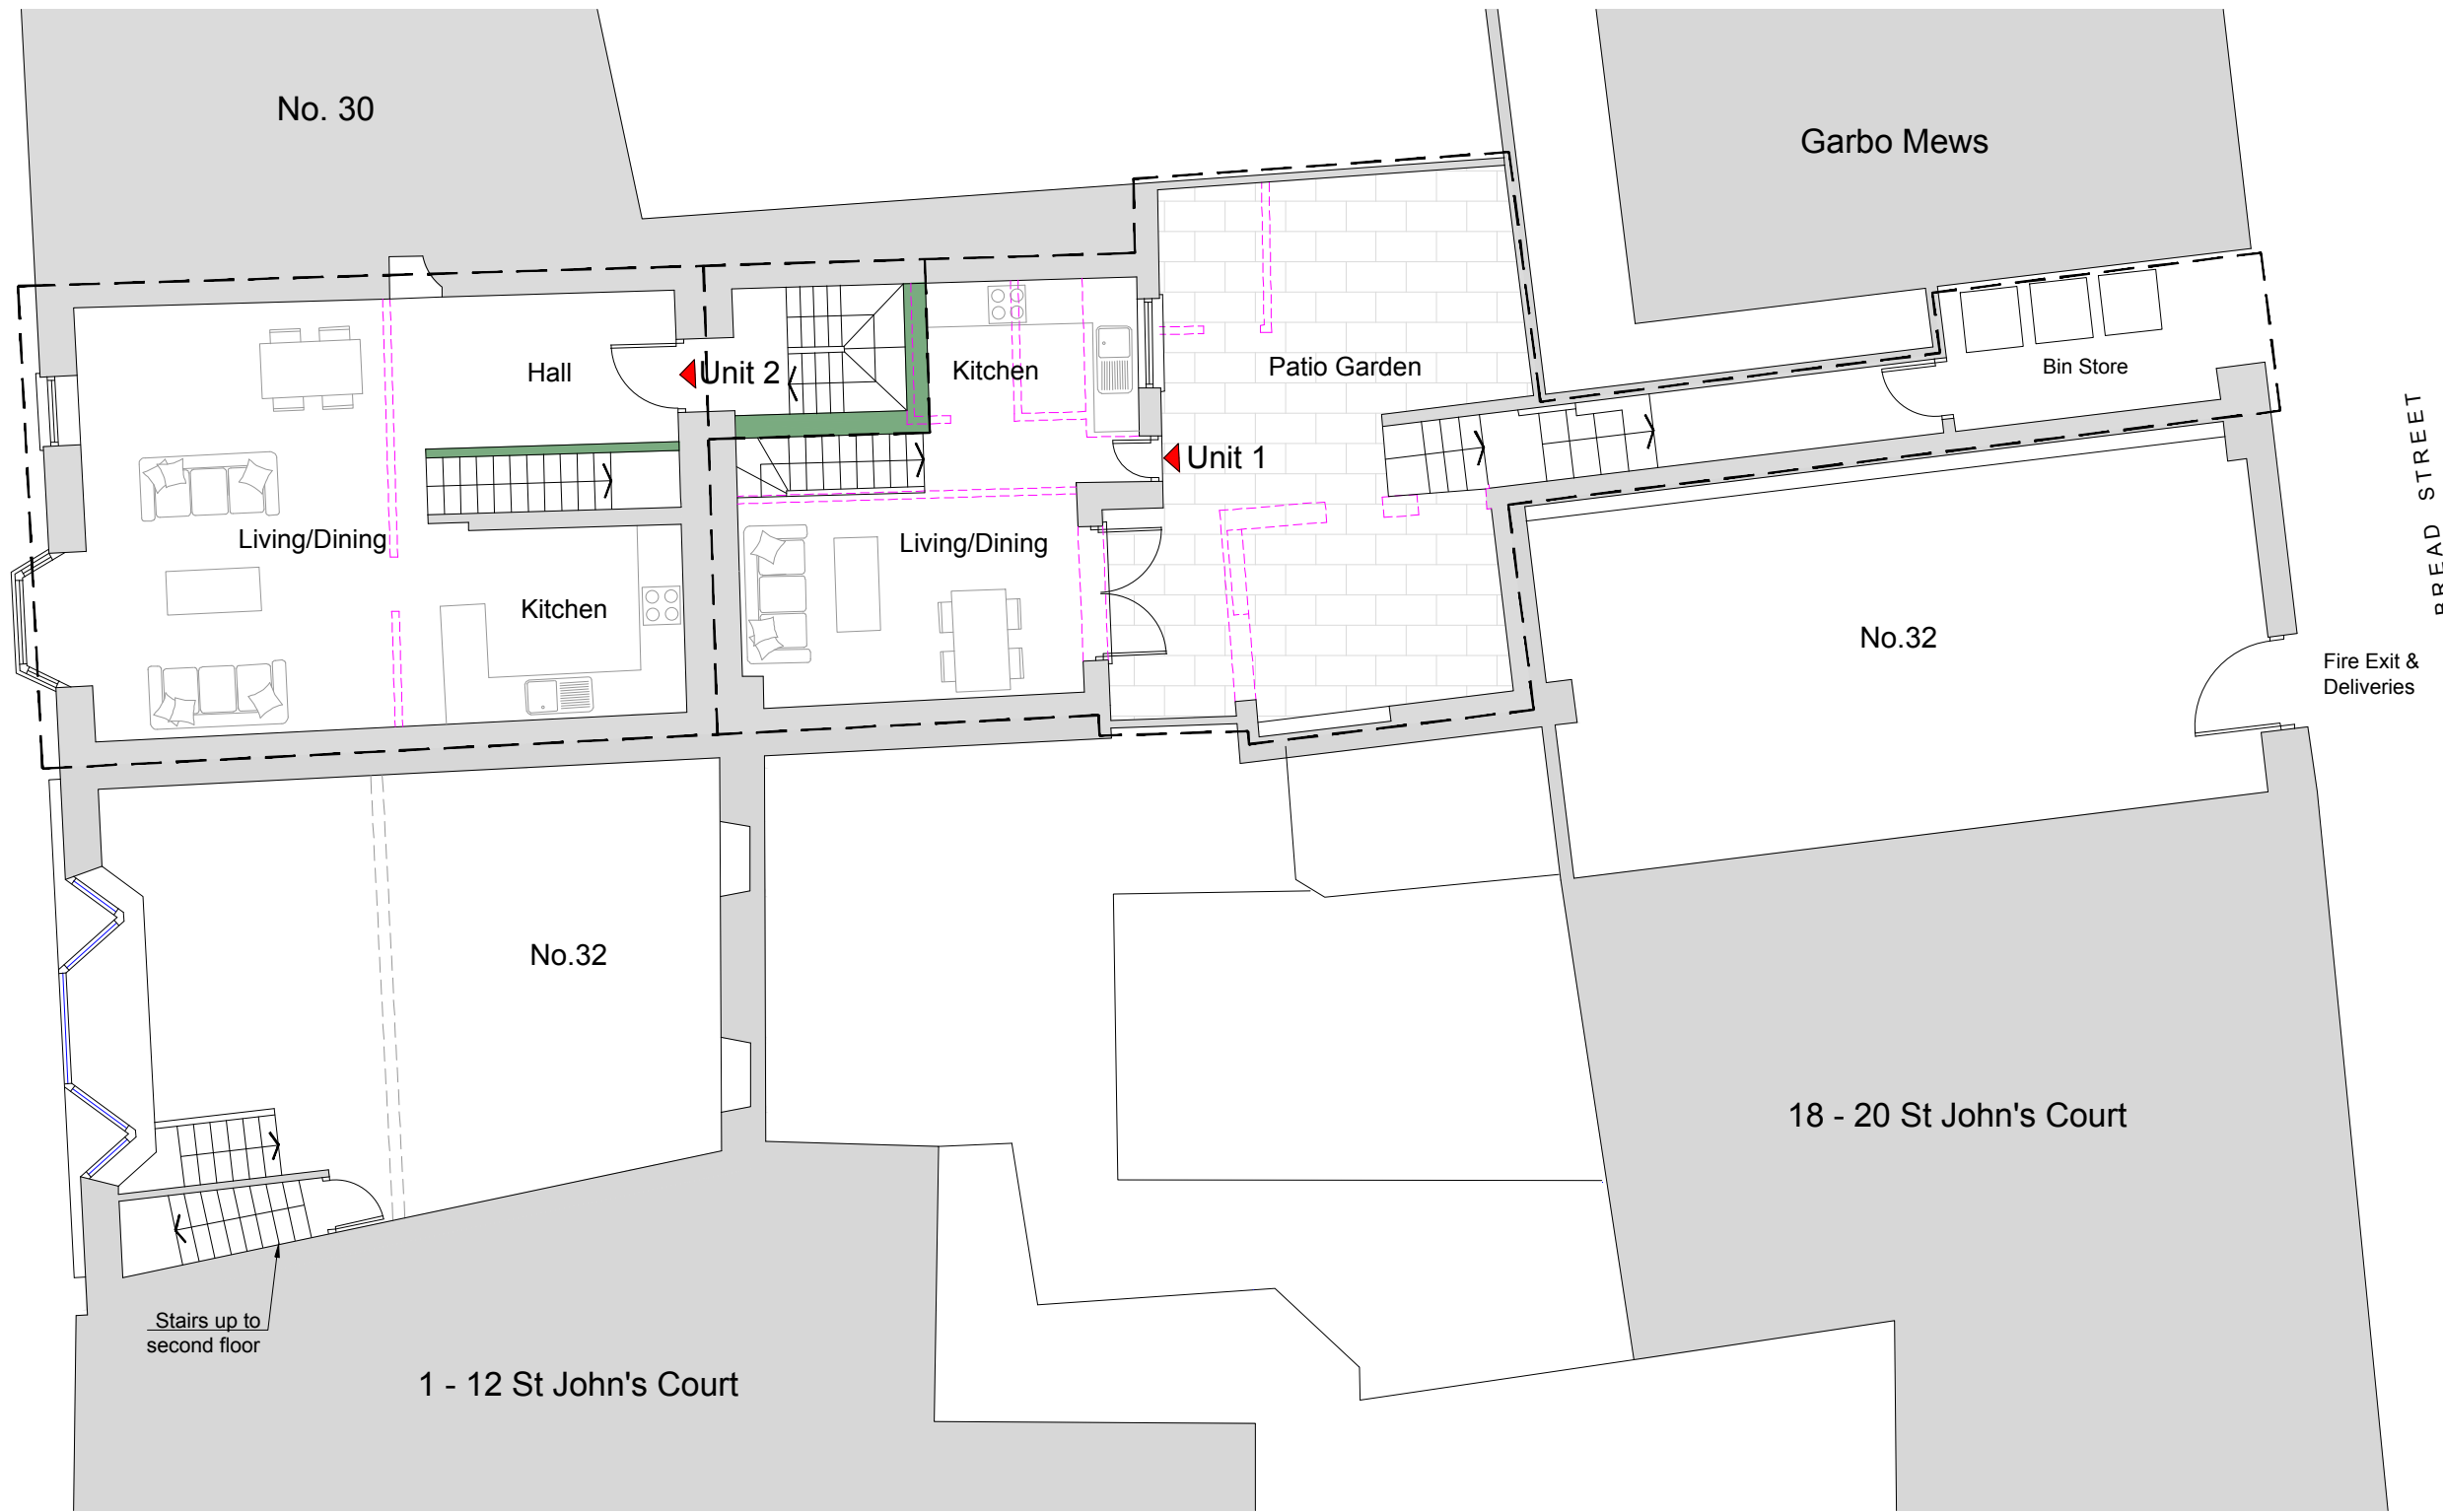 No. 30
Garbo Mews
Hall
Unit 2
Kitchen
Patio Garden
Bin Store
Unit 1
Living/Dining
Living/Dining
Kitchen
No.32
BREAD STREET
Fire Exit &
Deliveries
No.32
18 - 20 St John's Court
Stairs up to
second floor
1 - 12 St John's Court